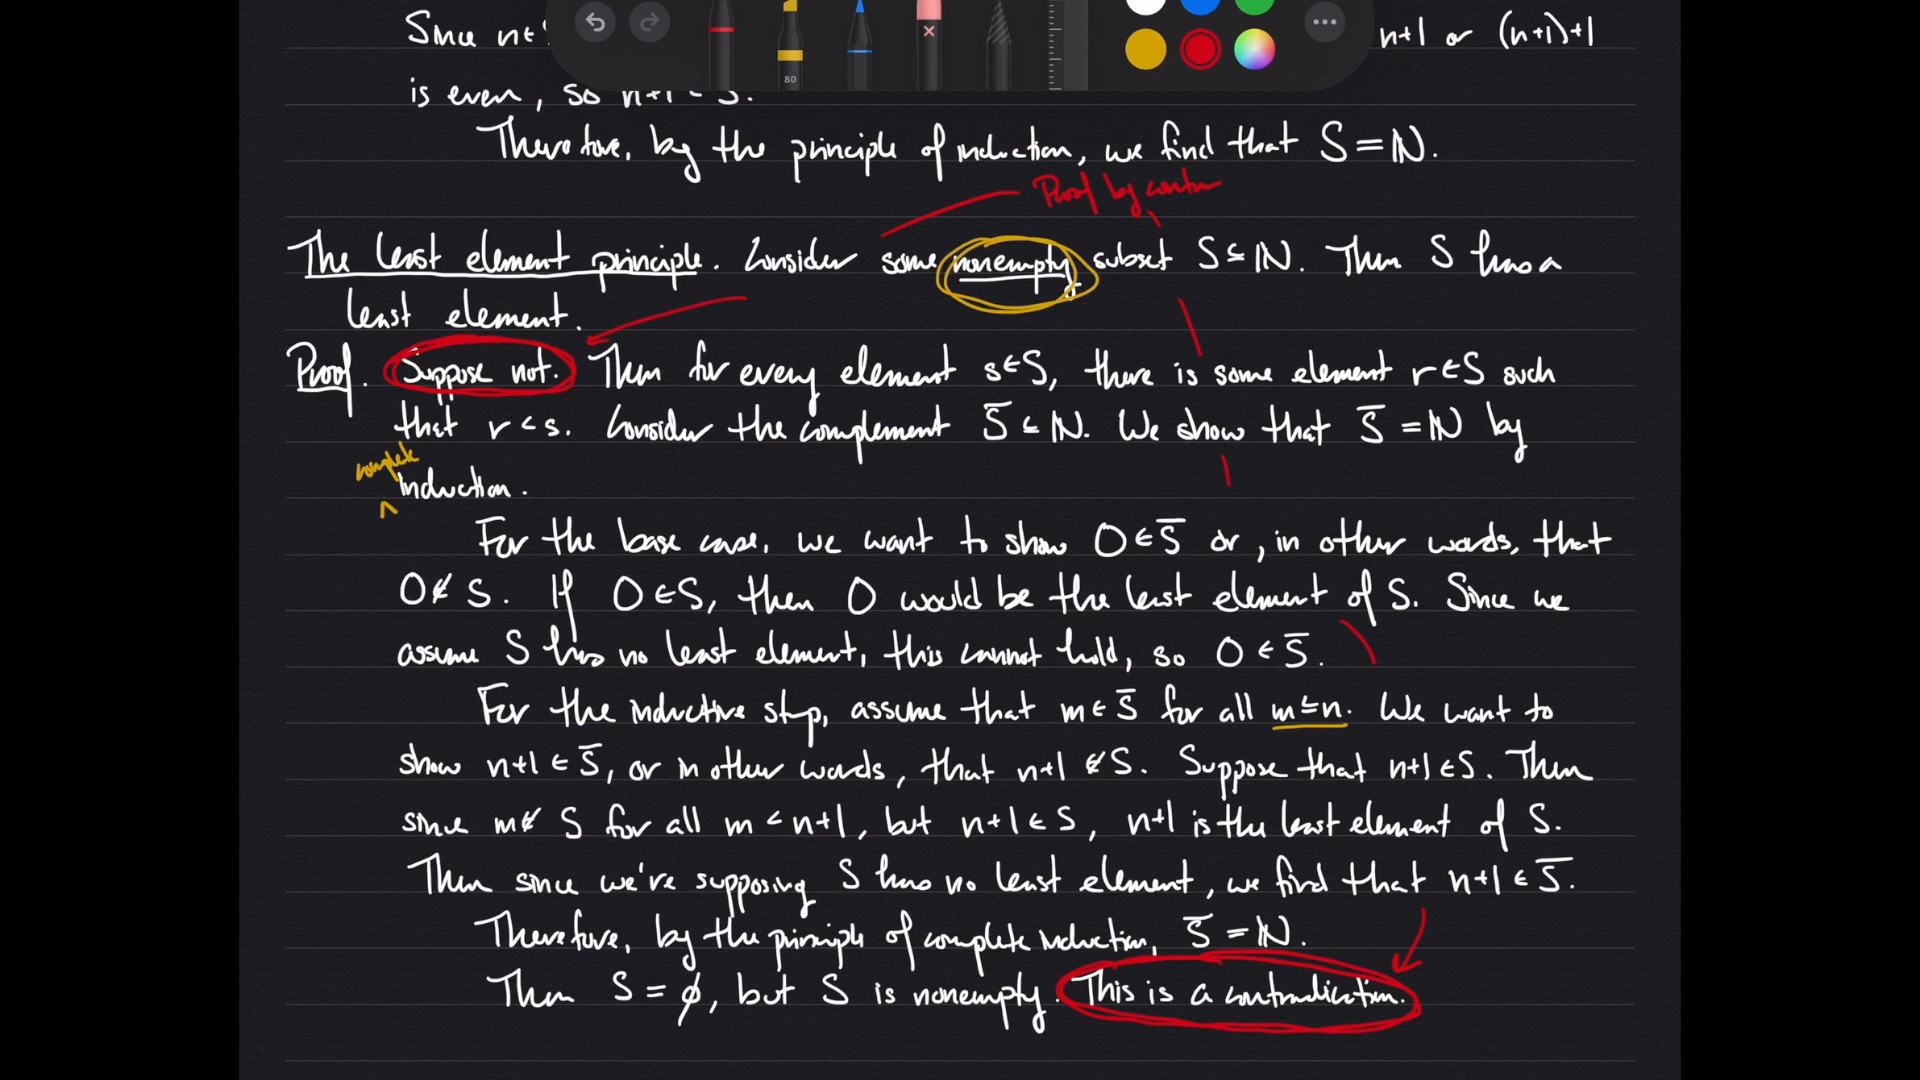 Since n∈ n+1 or (n+1)+1
is even, so n+1 ∈ S.
Therefore, by the principle of induction, we find that S = ℕ.
Proof by contra
The least element principle. Consider some nonempty subset S ⊆ ℕ. Then S has a
least element.
Proof. Suppose not. Then for every element s∈S, there is some element r∈S such
that r < s. Consider the complement S̅ ⊆ ℕ. We show that S̅ = ℕ by
complete
^
induction.
For the base case, we want to show 0 ∈ S̅ or, in other words, that
0 ∉ S. If 0 ∈ S, then 0 would be the least element of S. Since we
assume S has no least element, this cannot hold, so 0 ∈ S̅.
For the inductive step, assume that m ∈ S̅ for all m ≤ n. We want to
show n+1 ∈ S̅, or in other words, that n+1 ∉ S. Suppose that n+1 ∈ S. Then
since m ∉ S for all m < n+1, but n+1 ∈ S, n+1 is the least element of S.
Then since we're supposing S has no least element, we find that n+1 ∈ S̅.
Therefore, by the principle of complete induction, S̅ = ℕ.
Then S = ∅, but S is nonempty. This is a contradiction.
80